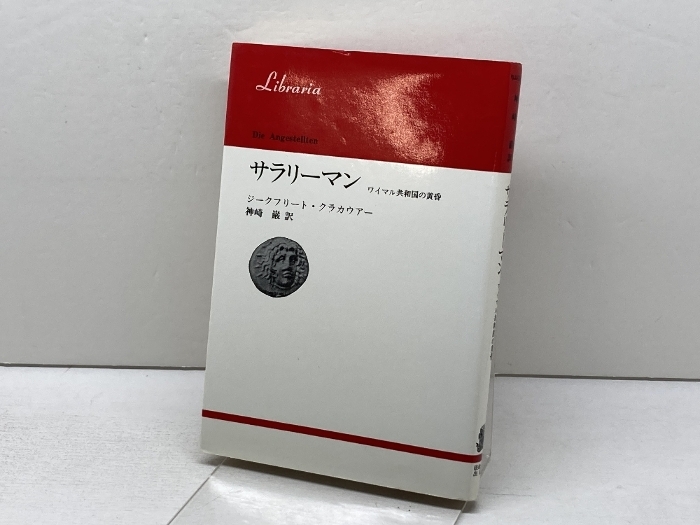 Libraria
Die Angestellten
サラリーマン
ワイマル共和国の黄昏
ジークフリート・クラカウアー
神崎 巌 訳